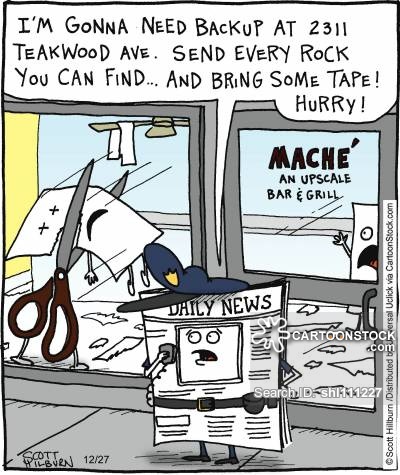 I'M GONNA NEED BACKUP AT 2311
TEAKWOOD AVE. SEND EVERY ROCK
YOU CAN FIND... AND BRING SOME TAPE!
HURRY!
MACHÉ
AN UPSCALE
BAR & GRILL
DAILY NEWS
CARTOONSTOCK
.com
Search ID: shl111227
SCOTT
HILBURN 12/27
© Scott Hilburn /Distributed by Universal Uclick via CartoonStock.com